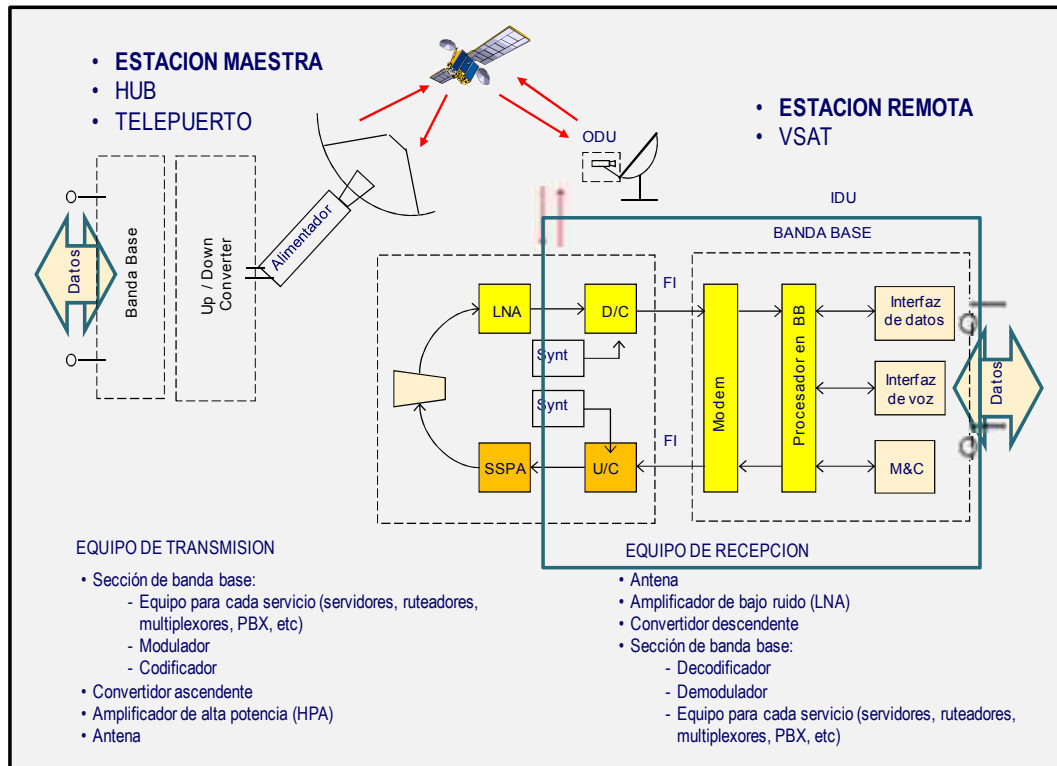 • ESTACION MAESTRA
• HUB
• TELEPUERTO
• ESTACION REMOTA
• VSAT
ODU
IDU
Datos
Banda Base
Up / Down
Converter
Alimentador
BANDA BASE
FI
LNA
D/C
Synt
Synt
SSPA
U/C
FI
Modem
Procesador en BB
Interfaz
de datos
Interfaz
de voz
M&C
Datos
EQUIPO DE TRANSMISION
• Sección de banda base:
- Equipo para cada servicio (servidores, ruteadores,
multiplexores, PBX, etc)
- Modulador
- Codificador
• Convertidor ascendente
• Amplificador de alta potencia (HPA)
• Antena
EQUIPO DE RECEPCION
• Antena
• Amplificador de bajo ruido (LNA)
• Convertidor descendente
• Sección de banda base:
- Decodificador
- Demodulador
- Equipo para cada servicio (servidores, ruteadores,
multiplexores, PBX, etc)